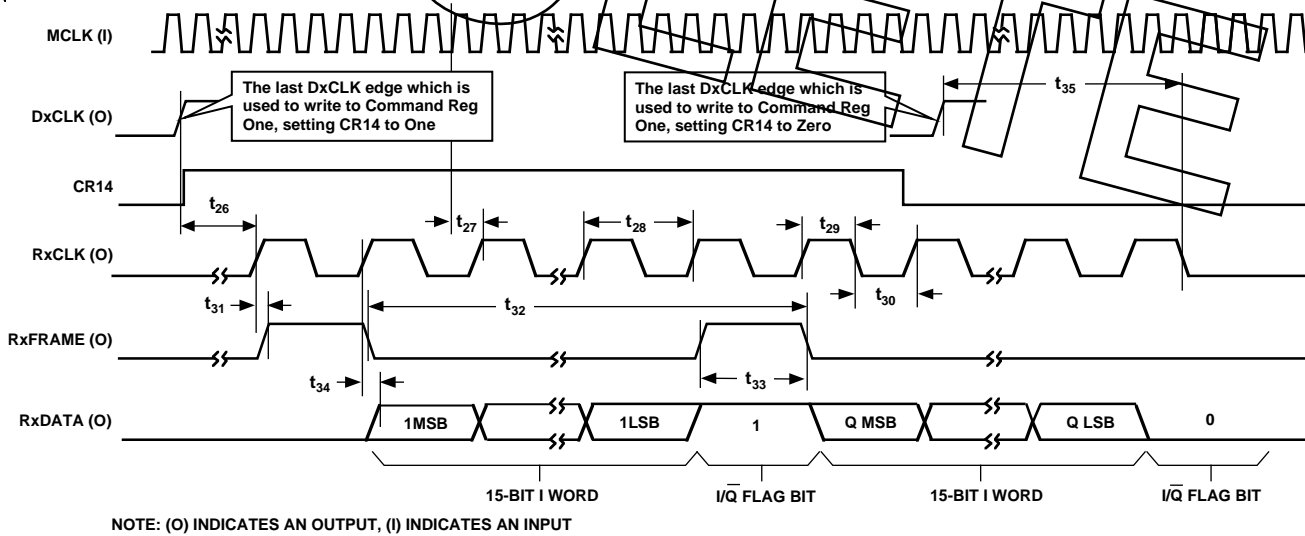 MCLK (I)
The last DxCLK edge which is
used to write to Command Reg
One, setting CR14 to One
The last DxCLK edge which is
used to write to Command Reg
One, setting CR14 to Zero
t35
DxCLK (O)
CR14
t26
t27
t28
t29
RxCLK (O)
t31
t32
t30
RxFRAME (O)
t34
t33
RxDATA (O)
1MSB
1LSB
1
Q MSB
Q LSB
0
15-BIT I WORD
I/Q̅ FLAG BIT
15-BIT I WORD
I/Q̅ FLAG BIT
NOTE: (O) INDICATES AN OUTPUT, (I) INDICATES AN INPUT